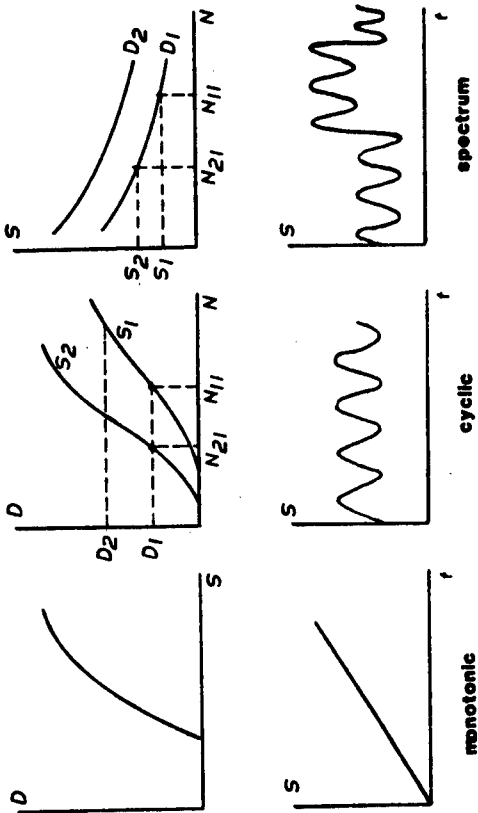 D
S
D
S2
S1
D2
D1
N21 N11 N
S
D2
D1
S2
S1
N21 N11 N
S
t
S
t
S
t
monotonic
cyclic
spectrum